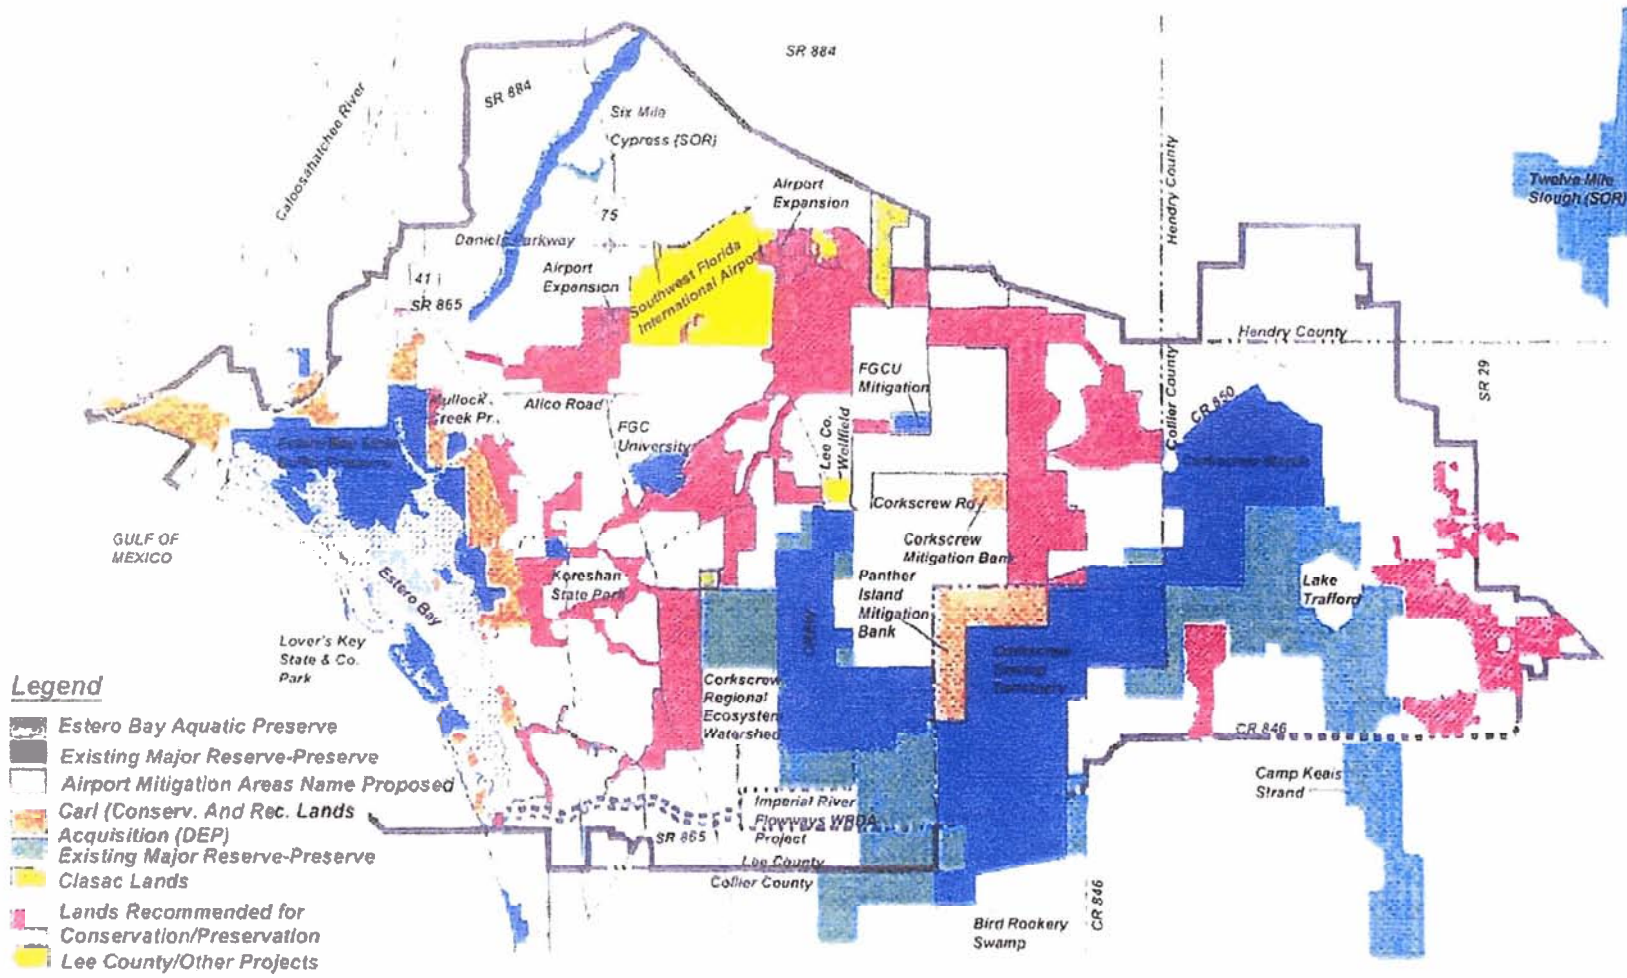 SR 884
SR 884
Caloosahatchee River
Six Mile
Cypress (SOR)
Airport
Expansion
Hendry County
Twelve Mile
Slough (SOR)
75
Daniels Parkway
Airport
Expansion
Southwest Florida
International Airport
41
SR 865
Hendry County
SR 29
FGCU
Mitigation
Collier County
CR 850
Mullock
Creek Pr.
Alico Road
FGC
University
Lee Co.
Wellfield
Corkscrew Rd
Corkscrew
Mitigation Bank
GULF OF
MEXICO
Estero Bay
Koreshan
State Park
Panther
Island
Mitigation
Bank
Lake
Trafford
Lover's Key
State & Co.
Park
Corkscrew
Swamp
Sanctuary
Corkscrew
Regional
Ecosystem
Watershed
CR 846
Camp Keais
Strand
Imperial River
Flowways WRDA
Project
SR 865
Lee County
Collier County
Bird Rookery
Swamp
CR 846
Legend
Estero Bay Aquatic Preserve
Existing Major Reserve-Preserve
Airport Mitigation Areas Name Proposed
Carl (Conserv. And Rec. Lands
Acquisition (DEP)
Existing Major Reserve-Preserve
Clasac Lands
Lands Recommended for
Conservation/Preservation
Lee County/Other Projects